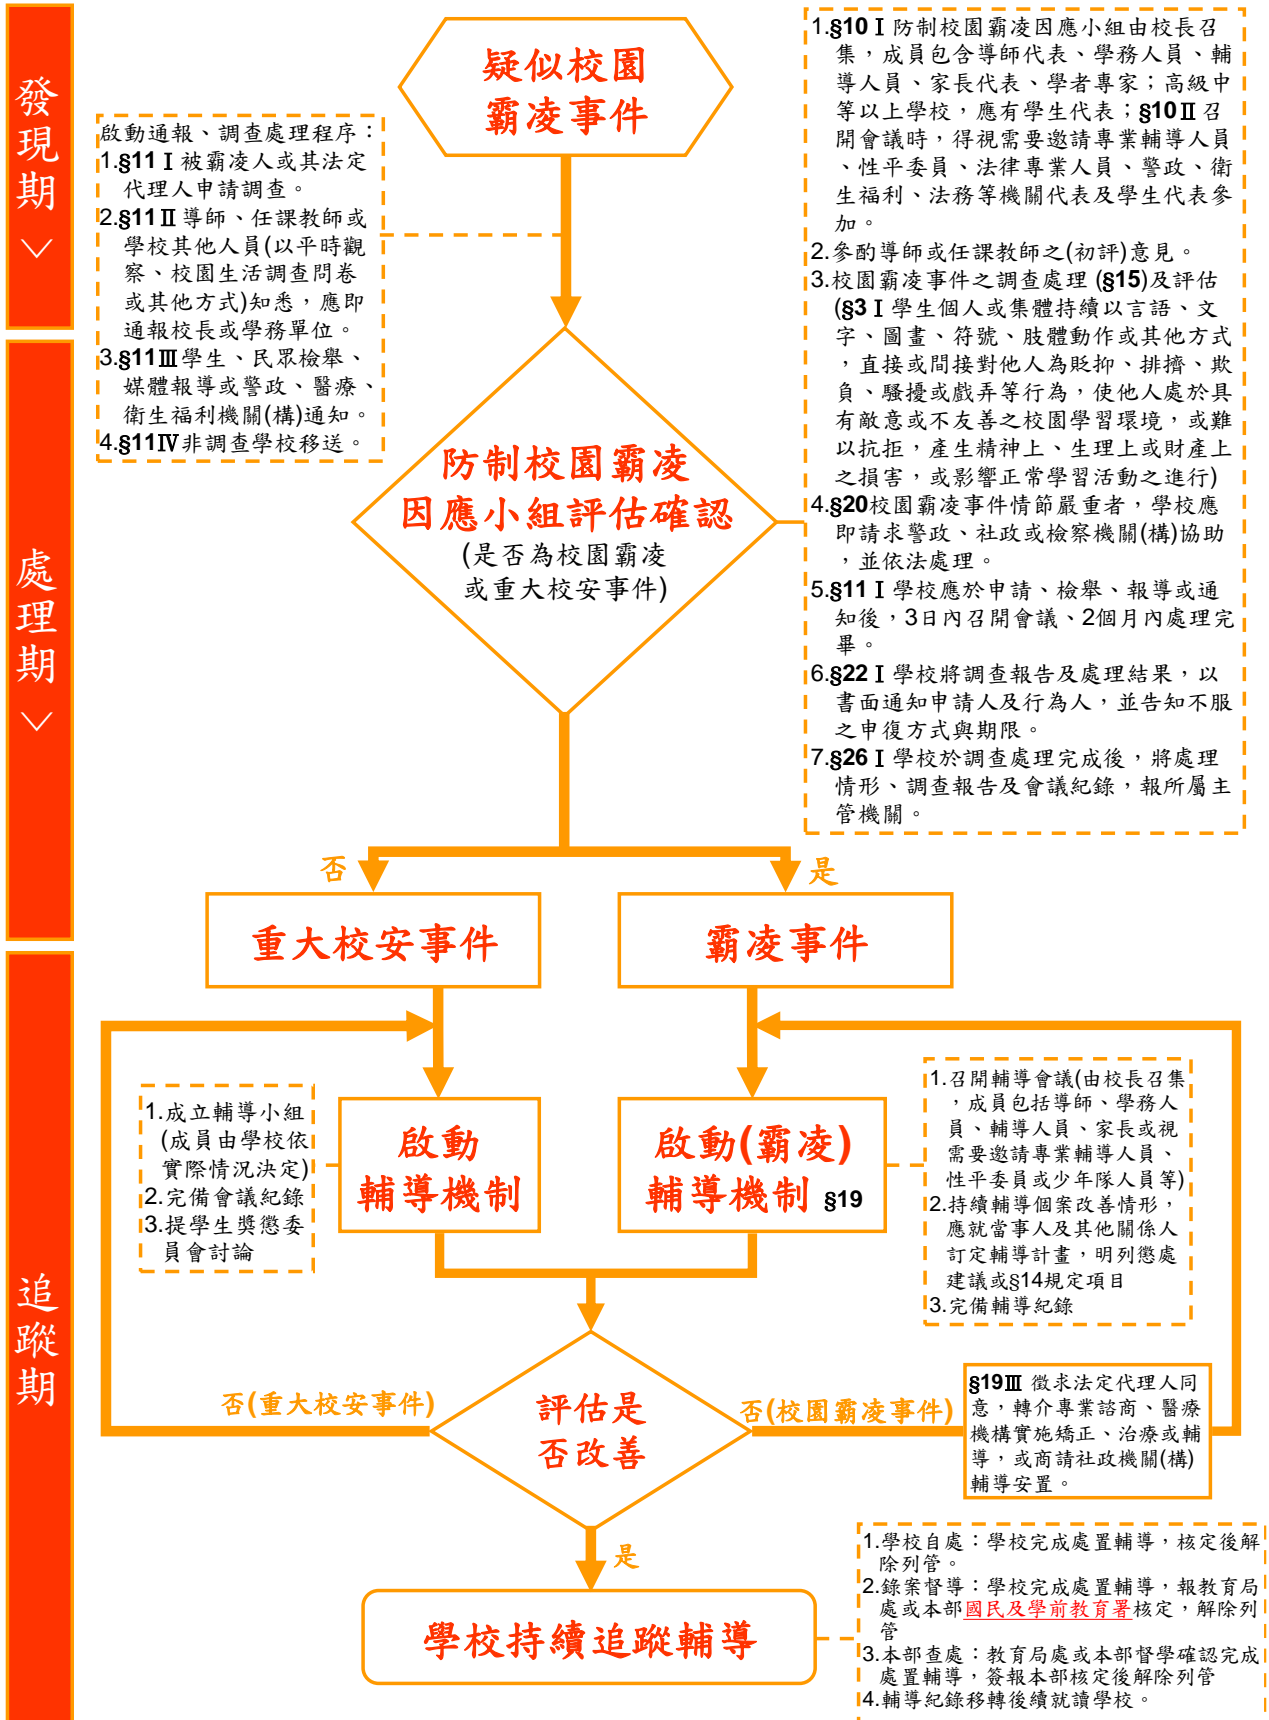 發現期
疑似校園
霸凌事件
啟動通報、調查處理程序：
1.§11Ⅰ被霸凌人或其法定
代理人申請調查。
2.§11Ⅱ導師、任課教師或
學校其他人員(以平時觀
察、校園生活調查問卷
或其他方式)知悉，應即
通報校長或學務單位。
3.§11Ⅲ學生、民眾檢舉、
媒體報導或警政、醫療、
衛生福利機關(構)通知。
4.§11Ⅳ非調查學校移送。
1.§10Ⅰ防制校園霸凌因應小組由校長召
集，成員包含導師代表、學務人員、輔
導人員、家長代表、學者專家；高級中
等以上學校，應有學生代表；§10Ⅱ召
開會議時，得視需要邀請專業輔導人員
、性平委員、法律專業人員、警政、衛
生福利、法務等機關代表及學生代表參
加。
2.參酌導師或任課教師之(初評)意見。
3.校園霸凌事件之調查處理 (§15)及評估
(§3Ⅰ學生個人或集體持續以言語、文
字、圖畫、符號、肢體動作或其他方式
，直接或間接對他人為貶抑、排擠、欺
負、騷擾或戲弄等行為，使他人處於具
有敵意或不友善之校園學習環境，或難
以抗拒，產生精神上、生理上或財產上
之損害，或影響正常學習活動之進行)
4.§20校園霸凌事件情節嚴重者，學校應
即請求警政、社政或檢察機關(構)協助
，並依法處理。
5.§11Ⅰ學校應於申請、檢舉、報導或通
知後，3日內召開會議、2個月內處理完
畢。
6.§22Ⅰ學校將調查報告及處理結果，以
書面通知申請人及行為人，並告知不服
之申復方式與期限。
7.§26Ⅰ學校於調查處理完成後，將處理
情形、調查報告及會議紀錄，報所屬主
管機關。
處理期
防制校園霸凌
因應小組評估確認
(是否為校園霸凌
或重大校安事件)
否
是
重大校安事件
霸凌事件
追蹤期
1.成立輔導小組
(成員由學校依
實際情況決定)
2.完備會議紀錄
3.提學生獎懲委
員會討論
啟動
輔導機制
啟動(霸凌)
輔導機制 §19
1.召開輔導會議(由校長召集
，成員包括導師、學務人
員、輔導人員、家長或視
需要邀請專業輔導人員、
性平委員或少年隊人員等)
2.持續輔導個案改善情形，
應就當事人及其他關係人
訂定輔導計畫，明列懲處
建議或§14規定項目
3.完備輔導紀錄
否(重大校安事件)
評估是
否改善
否(校園霸凌事件)
§19Ⅲ 徵求法定代理人同
意，轉介專業諮商、醫療
機構實施矯正、治療或輔
導，或商請社政機關(構)
輔導安置。
是
學校持續追蹤輔導
1.學校自處：學校完成處置輔導，核定後解
除列管。
2.錄案督導：學校完成處置輔導，報教育局
處或本部國民及學前教育署核定，解除列
管
3.本部查處：教育局處或本部督學確認完成
處置輔導，簽報本部核定後解除列管
4.輔導紀錄移轉後續就讀學校。